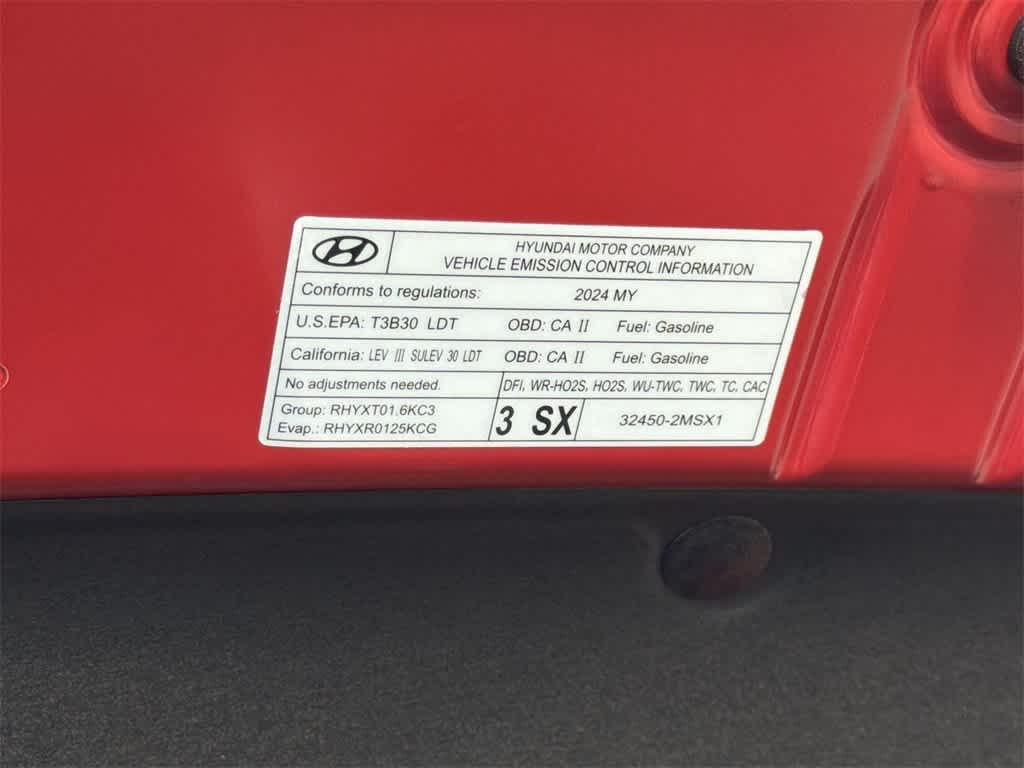 HYUNDAI MOTOR COMPANY
VEHICLE EMISSION CONTROL INFORMATION
Conforms to regulations: 2024 MY
U.S.EPA: T3B30 LDT OBD: CA II Fuel: Gasoline
California: LEV III SULEV 30 LDT OBD: CA II Fuel: Gasoline
No adjustments needed. DFI, WR-HO2S, HO2S, WU-TWC, TWC, TC, CAC
Group: RHYXT01.6KC3
Evap.: RHYXR0125KCG
3 SX 32450-2MSX1